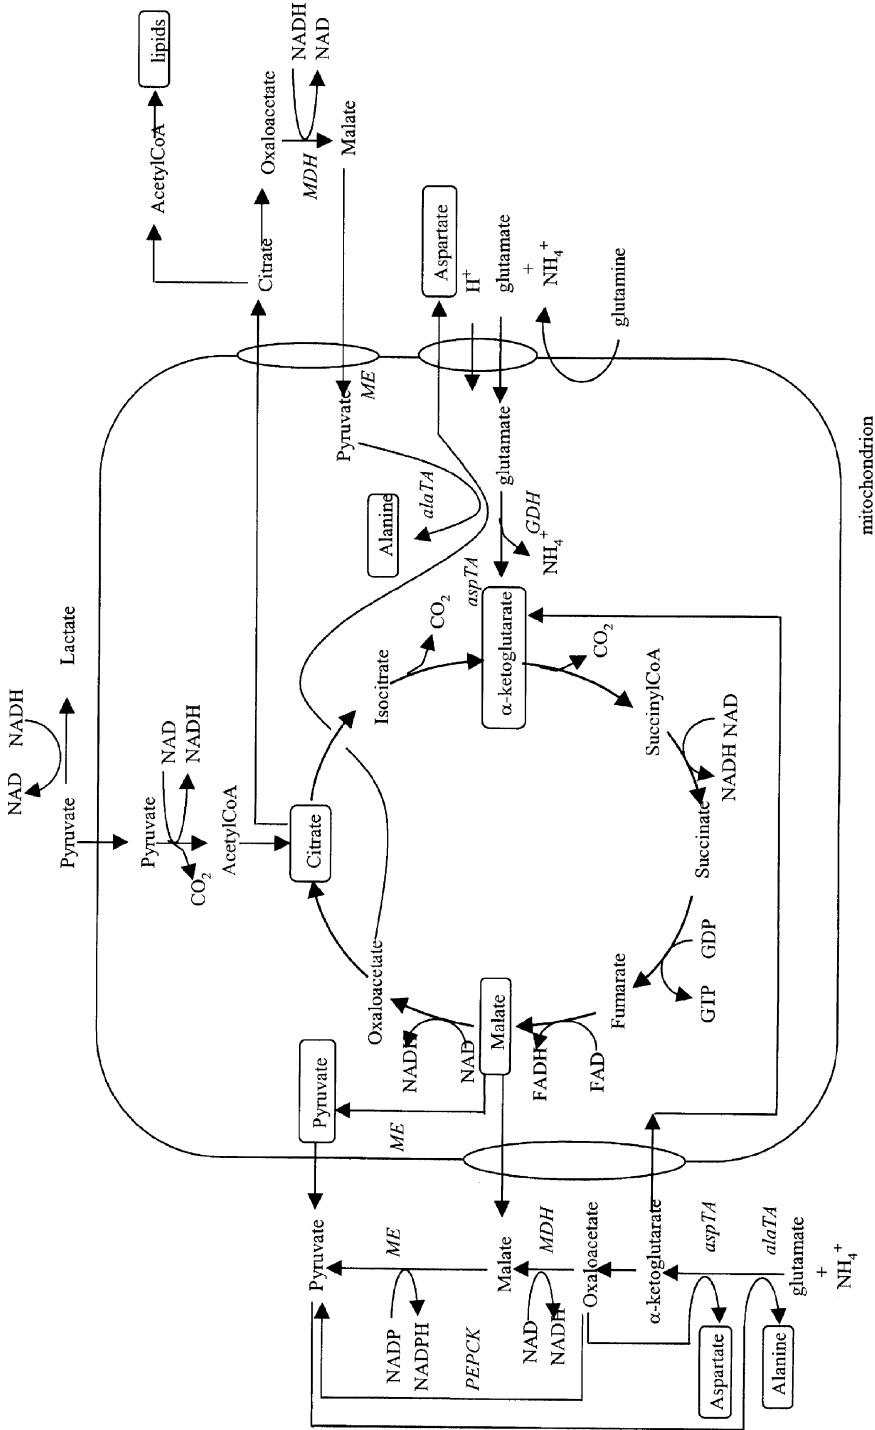 NAD NADH
Pyruvate
Lactate
Pyruvate
NAD
NADH
CO2
AcetylCoA
AcetylCoA
lipids
Citrate
Oxaloacctate
NADH
NAD
MDH
Malate
Citrate
Pyruvate
ME
Pyruvate
Pyruvate
ME
ME
NADP
NADPH
PEPCK
Malate
MDH
NAD
NADH
Oxaloacetate
α-ketoglutarate
aspTA
alaTA
glutamate
+
NH4+
Aspartate
Alanine
Oxaloacetate
NADH
NAD
Malate
FADH
FAD
Fumarate
GTP GDP
Succinate
NADH NAD
SuccinylCoA
CO2
α-ketoglutarate
Isocitrate
CO2
Alanine
alaTA
aspTA
glutamate
GDH
NH4+
Aspartate
H+
glutamate
+
NH4+
glutamine
mitochondrion